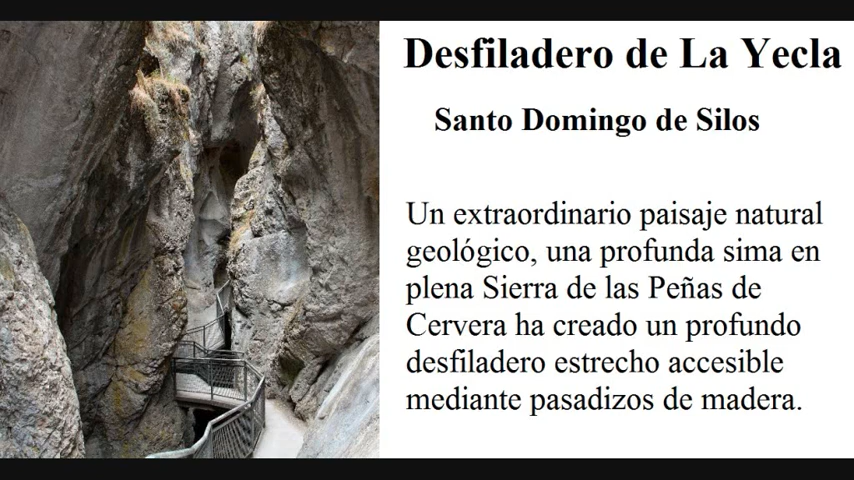 Desfiladero de La Yecla
Santo Domingo de Silos
Un extraordinario paisaje natural
geológico, una profunda sima en
plena Sierra de las Peñas de
Cervera ha creado un profundo
desfiladero estrecho accesible
mediante pasadizos de madera.